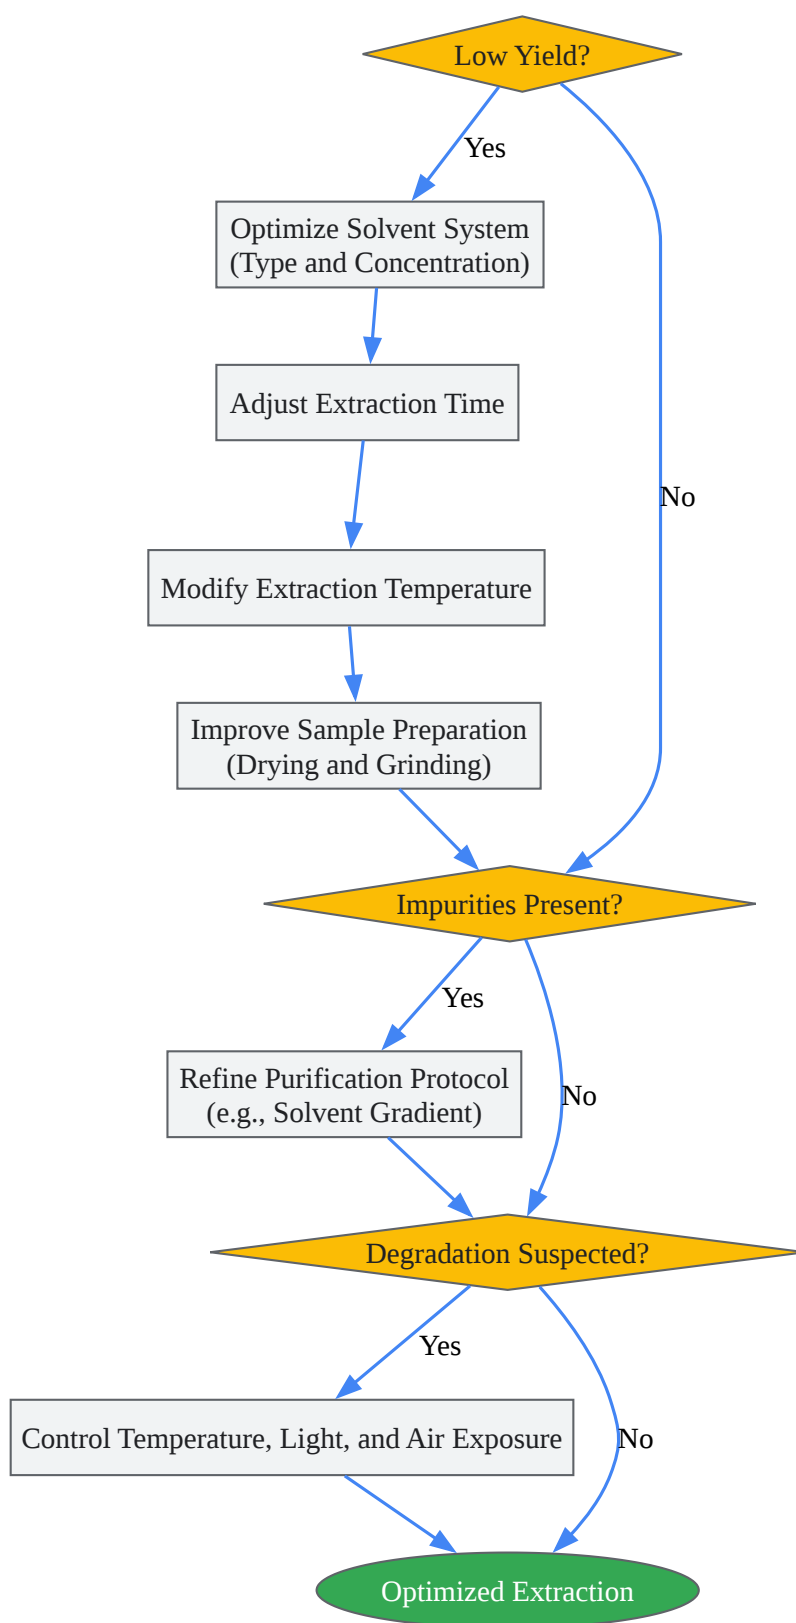 Low Yield?
Yes
Optimize Solvent System
(Type and Concentration)
Adjust Extraction Time
No
Modify Extraction Temperature
Improve Sample Preparation
(Drying and Grinding)
Impurities Present?
Yes
Refine Purification Protocol
(e.g., Solvent Gradient)
No
Degradation Suspected?
Yes
Control Temperature, Light, and Air Exposure
No
Optimized Extraction